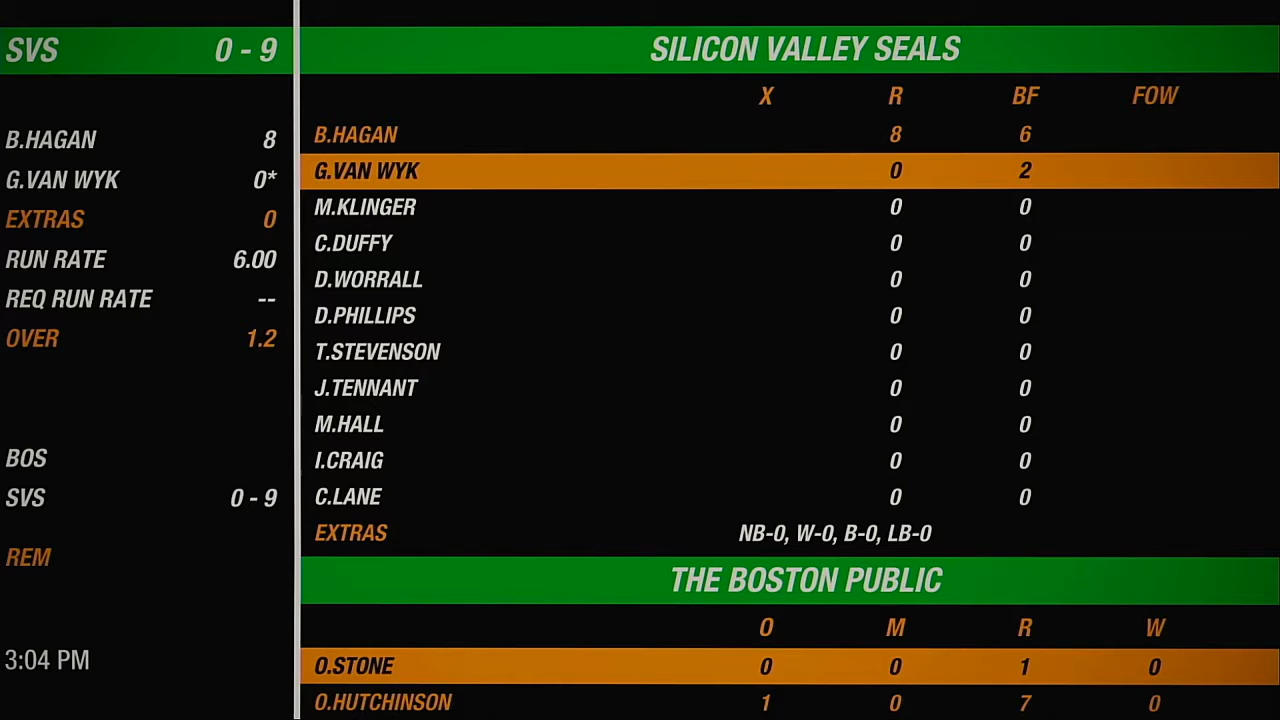 SVS 0 - 9
B.HAGAN 8
G.VAN WYK 0*
EXTRAS 0
RUN RATE 6.00
REQ RUN RATE --
OVER 1.2
BOS
SVS 0 - 9
REM
3:04 PM
SILICON VALLEY SEALS
X R BF FOW
B.HAGAN 8 6
G.VAN WYK 0 2
M.KLINGER 0 0
C.DUFFY 0 0
D.WORRALL 0 0
D.PHILLIPS 0 0
T.STEVENSON 0 0
J.TENNANT 0 0
M.HALL 0 0
I.CRAIG 0 0
C.LANE 0 0
EXTRAS NB-0, W-0, B-0, LB-0
THE BOSTON PUBLIC
O M R W
O.STONE 0 0 1 0
O.HUTCHINSON 1 0 7 0